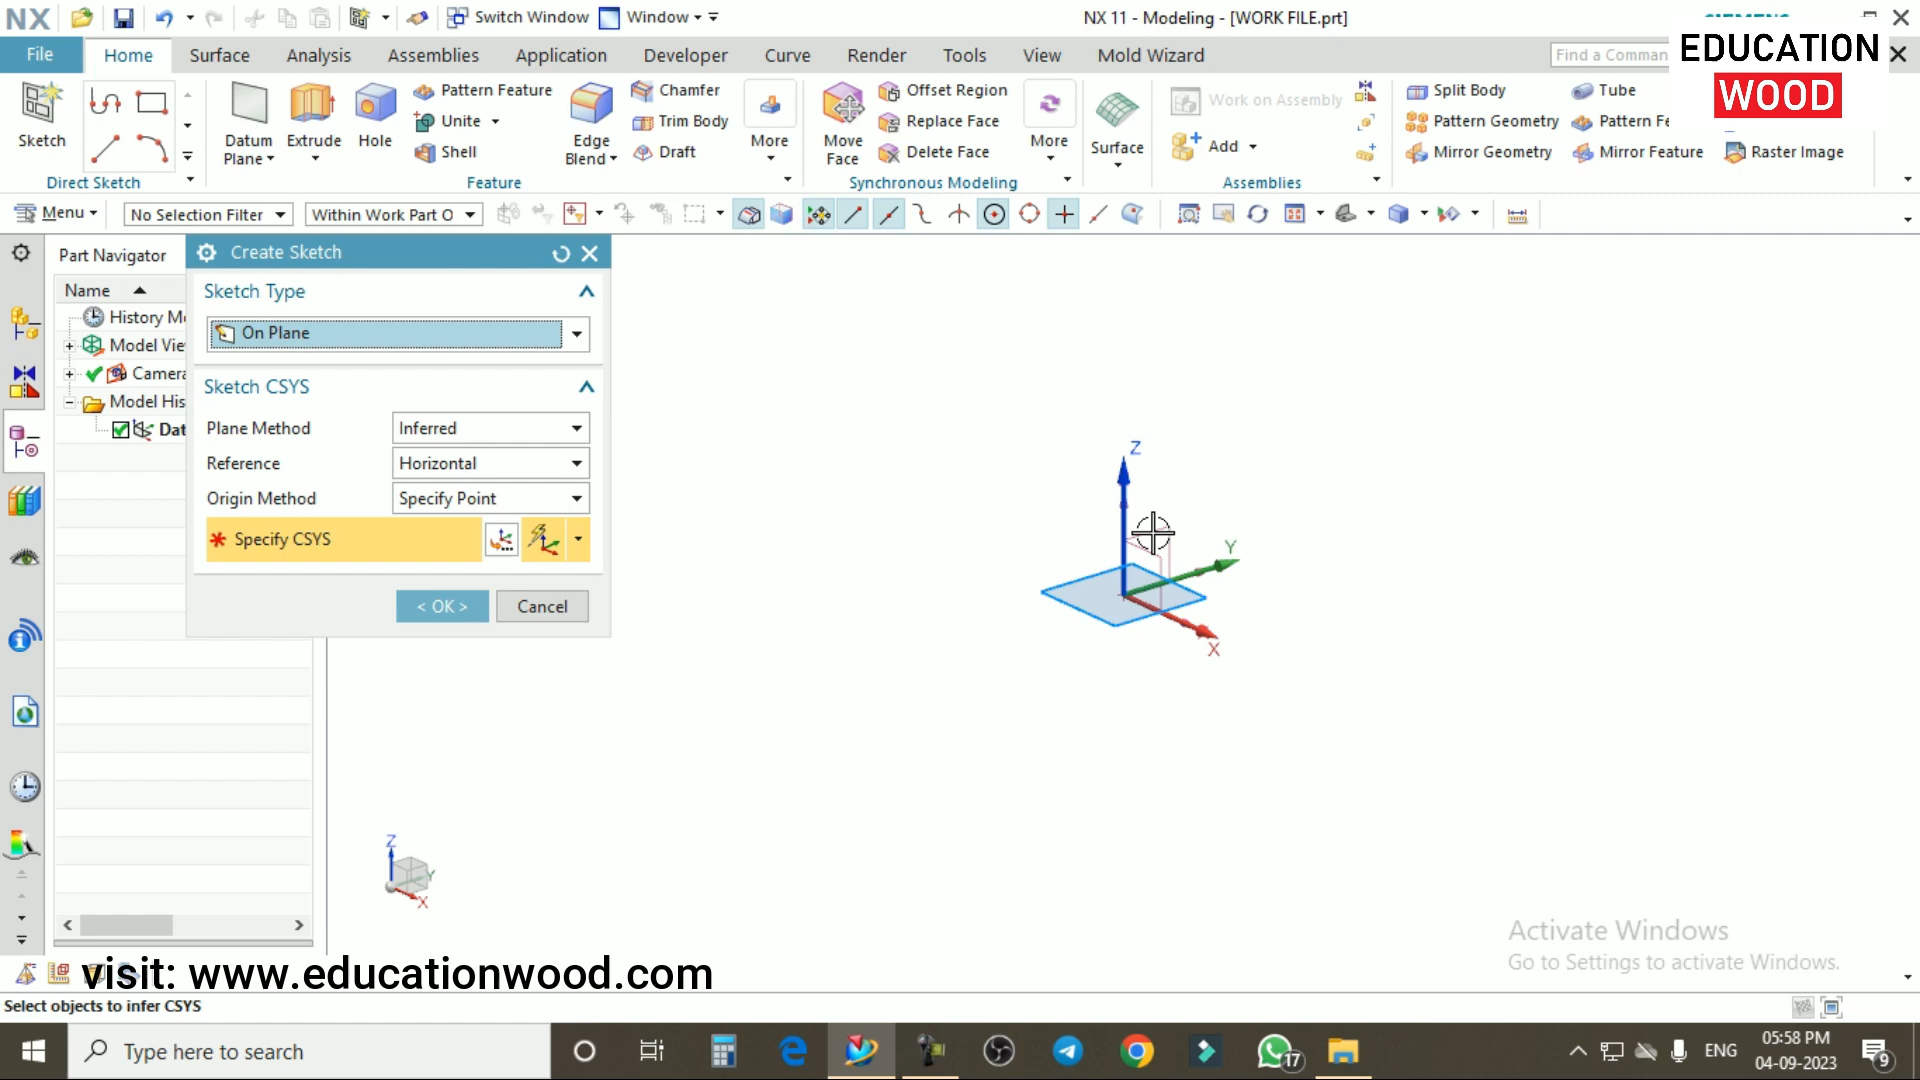 NX
Switch Window
Window
NX 11 - Modeling - [WORK FILE.prt]
File
Home
Surface
Analysis
Assemblies
Application
Developer
Curve
Render
Tools
View
Mold Wizard
Find a Comman
EDUCATION
WOOD
Sketch
Direct Sketch
Datum
Plane
Extrude
Hole
Pattern Feature
Unite
Shell
Edge
Blend
Chamfer
Trim Body
Draft
More
Feature
Move
Face
Offset Region
Replace Face
Delete Face
More
Synchronous Modeling
Surface
Work on Assembly
Add
Assemblies
Split Body
Pattern Geometry
Mirror Geometry
Tube
Pattern Fe
Mirror Feature
Raster Image
Menu
No Selection Filter
Within Work Part O
Part Navigator
Name
History Mo
Model Vie
Camera
Model His
Dat
Create Sketch
Sketch Type
On Plane
Sketch CSYS
Plane Method
Inferred
Reference
Horizontal
Origin Method
Specify Point
* Specify CSYS
< OK >
Cancel
Z
Y
X
Z
Y
X
Activate Windows
Go to Settings to activate Windows.
visit: www.educationwood.com
Select objects to infer CSYS
Type here to search
17
ENG
05:58 PM
04-09-2023
9